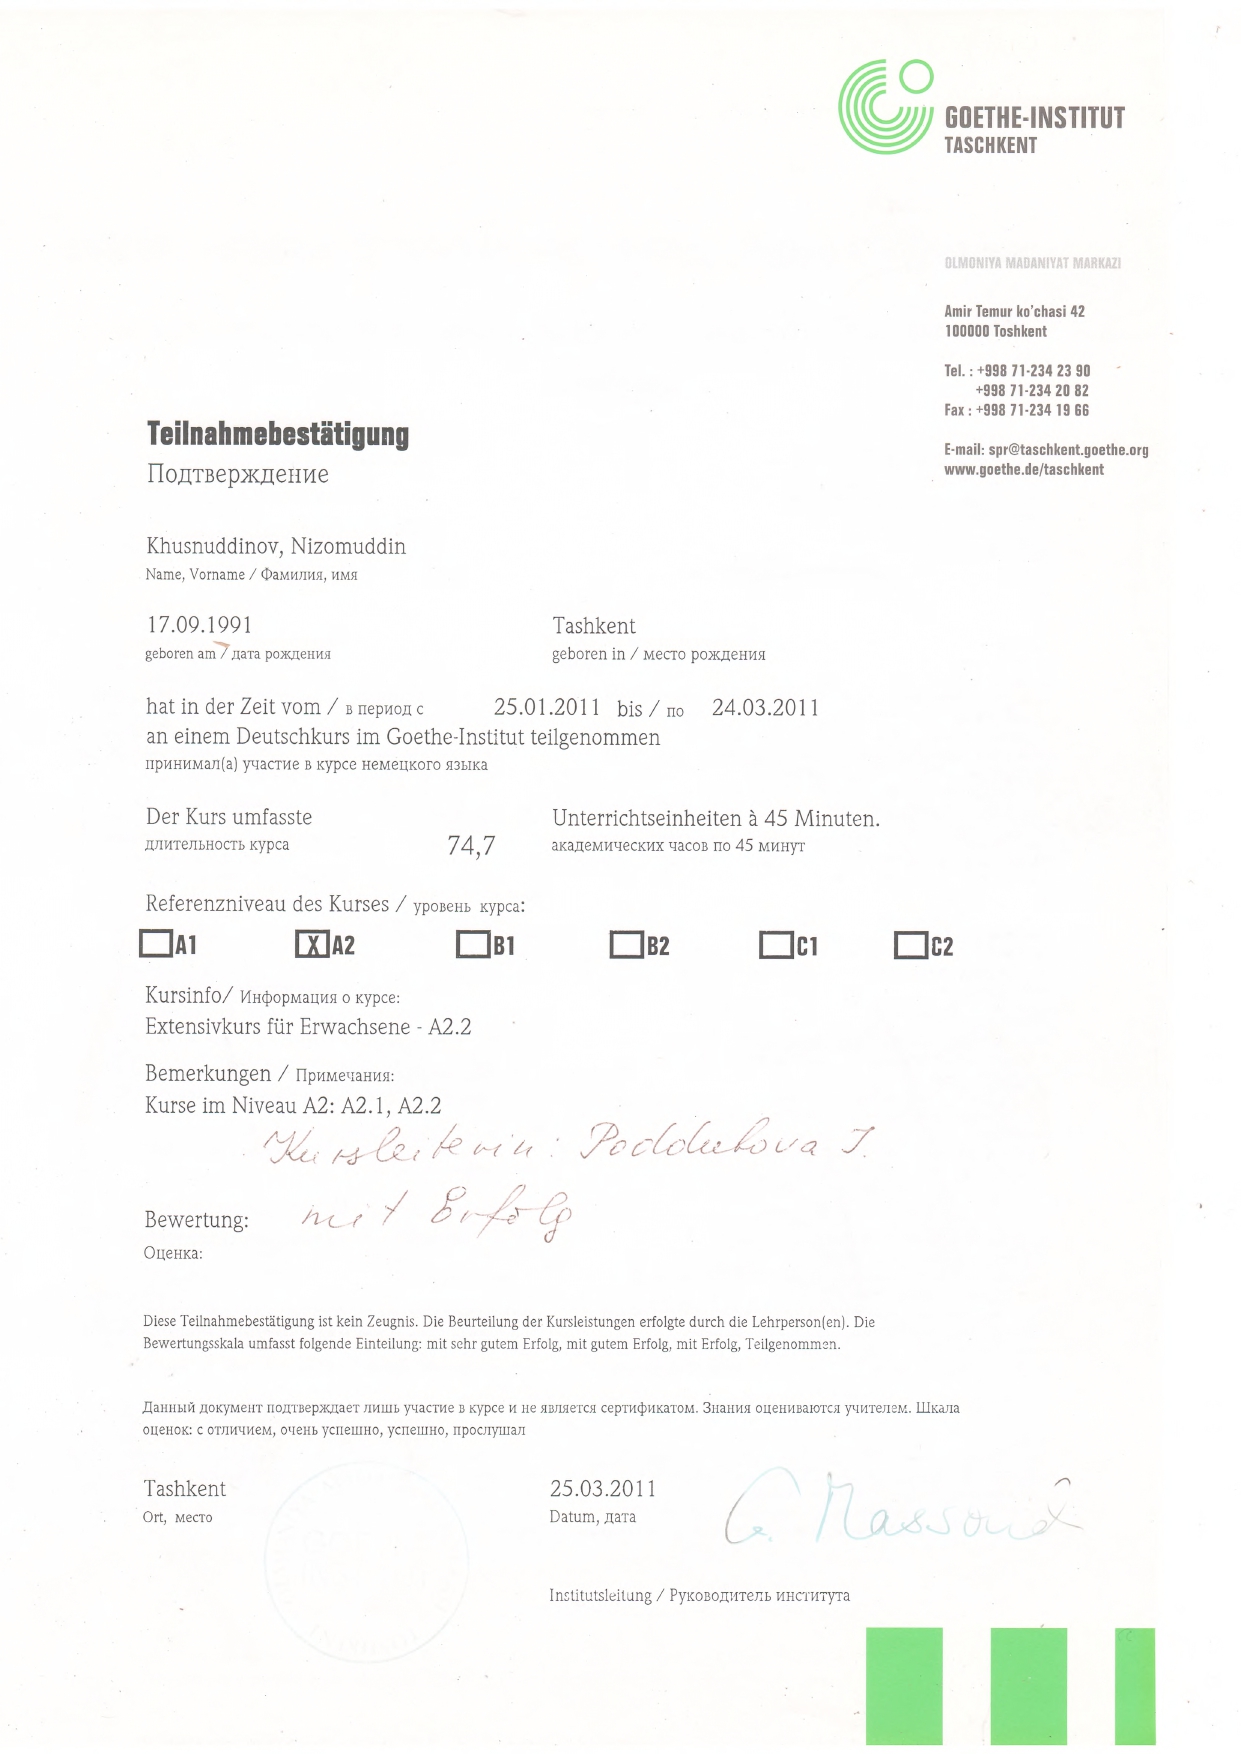 GOETHE-INSTITUT
TASCHKENT
OLMONIYA MADANIYAT MARKAZI
Amir Temur ko'chasi 42
100000 Toshkent
Tel. : +998 71-234 23 90
+998 71-234 20 82
Fax : +998 71-234 19 66
E-mail: spr@taschkent.goethe.org
www.goethe.de/taschkent
Teilnahmebestätigung
Подтверждение
Khusnuddinov, Nizomuddin
Name, Vorname / Фамилия, имя
17.09.1991 Tashkent
geboren am / дата рождения geboren in / место рождения
hat in der Zeit vom / в период с 25.01.2011 bis / по 24.03.2011
an einem Deutschkurs im Goethe-Institut teilgenommen
принимал(а) участие в курсе немецкого языка
Der Kurs umfasste Unterrichtseinheiten à 45 Minuten.
длительность курса 74,7 академических часов по 45 минут
Referenzniveau des Kurses / уровень курса:
A1 X A2 B1 B2 C1 C2
Kursinfo/ Информация о курсе:
Extensivkurs für Erwachsene - A2.2
Bemerkungen / Примечания:
Kurse im Niveau A2: A2.1, A2.2
Kursleiterin: Poddubova I.
Bewertung: mit Erfolg
Оценка:
Diese Teilnahmebestätigung ist kein Zeugnis. Die Beurteilung der Kursleistungen erfolgte durch die Lehrperson(en). Die
Bewertungsskala umfasst folgende Einteilung: mit sehr gutem Erfolg, mit gutem Erfolg, mit Erfolg, Teilgenommen.
Данный документ подтверждает лишь участие в курсе и не является сертификатом. Знания оцениваются учителем. Шкала
оценок: с отличием, очень успешно, успешно, прослушал
Tashkent 25.03.2011
Ort, место Datum, дата
Institutsleitung / Руководитель института